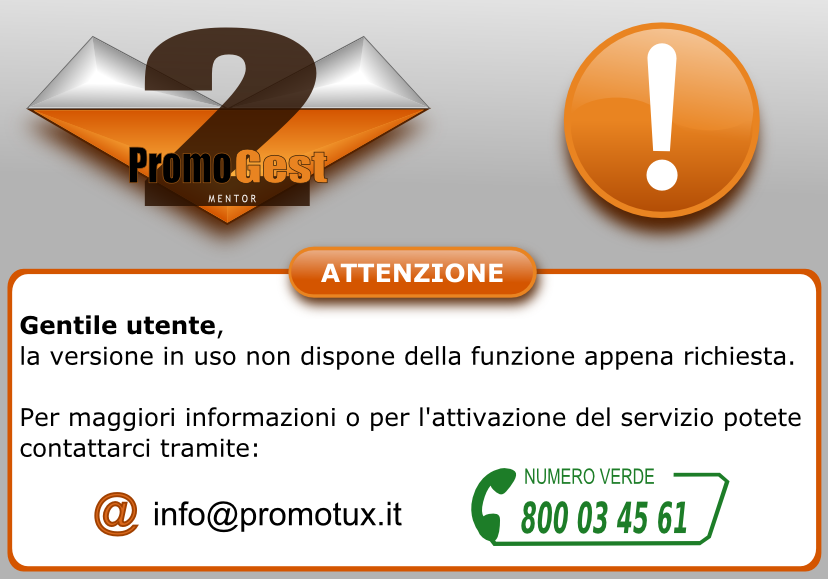 2
PromoGest
MENTOR
!
ATTENZIONE
Gentile utente,
la versione in uso non dispone della funzione appena richiesta.
Per maggiori informazioni o per l'attivazione del servizio potete
contattarci tramite:
NUMERO VERDE
@ info@promotux.it
800 03 45 61